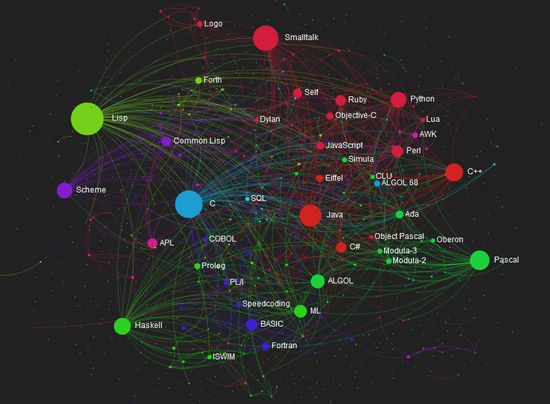 Logo
Smalltalk
Forth
Self
Ruby
Python
Objective-C
Lisp
Dylan
Lua
AWK
Common Lisp
JavaScript
Perl
Simula
C++
Eiffel
CLU
ALGOL 68
Scheme
SQL
C
Java
Ada
COBOL
Object Pascal
Oberon
APL
C#
Modula-3
Modula-2
Pascal
Prolog
PL/I
ALGOL
Speedcoding
ML
Haskell
BASIC
Fortran
ISWIM